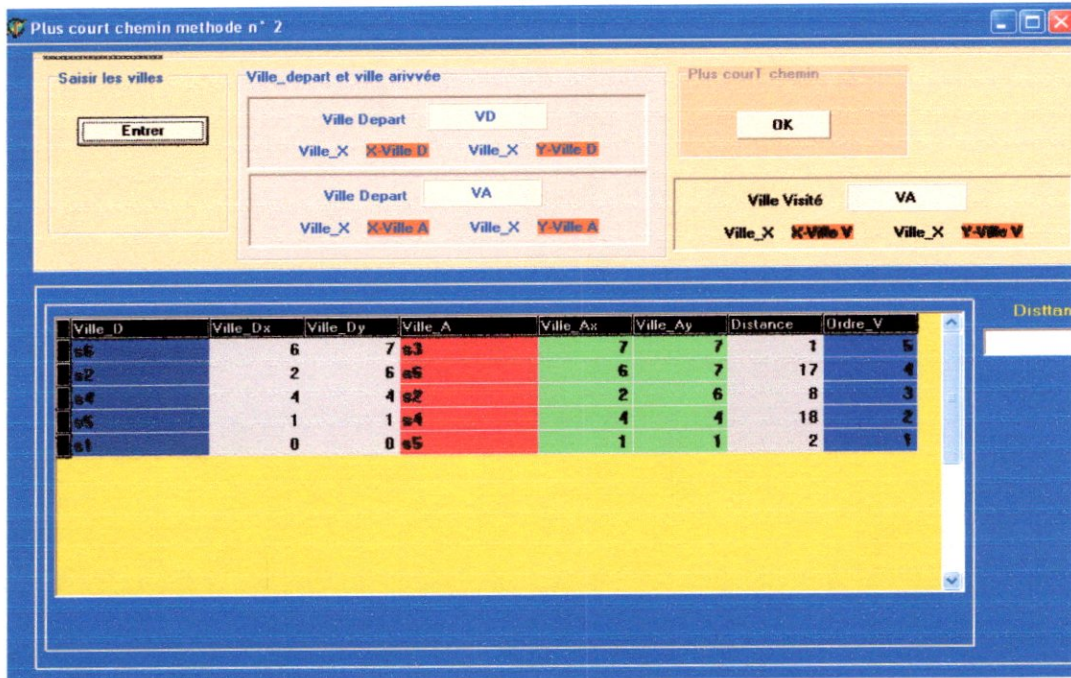 Plus court chemin methode n° 2
Saisir les villes
Entrer
Ville_depart et ville arivvée
Ville Depart VD
Ville_X X-Ville D Ville_X Y-Ville D
Ville Depart VA
Ville_X X-Ville A Ville_X Y-Ville A
Plus courT chemin
OK
Ville Visité VA
Ville_X X-Ville V Ville_X Y-Ville V
Disttan
Ville_D Ville_Dx Ville_Dy Ville_A Ville_Ax Ville_Ay Distance Ordre_V
s6 6 7 s3 7 7 1 5
s2 2 6 s6 6 7 17 4
s4 4 4 s2 2 6 8 3
s5 1 1 s4 4 4 18 2
s1 0 0 s5 1 1 2 1